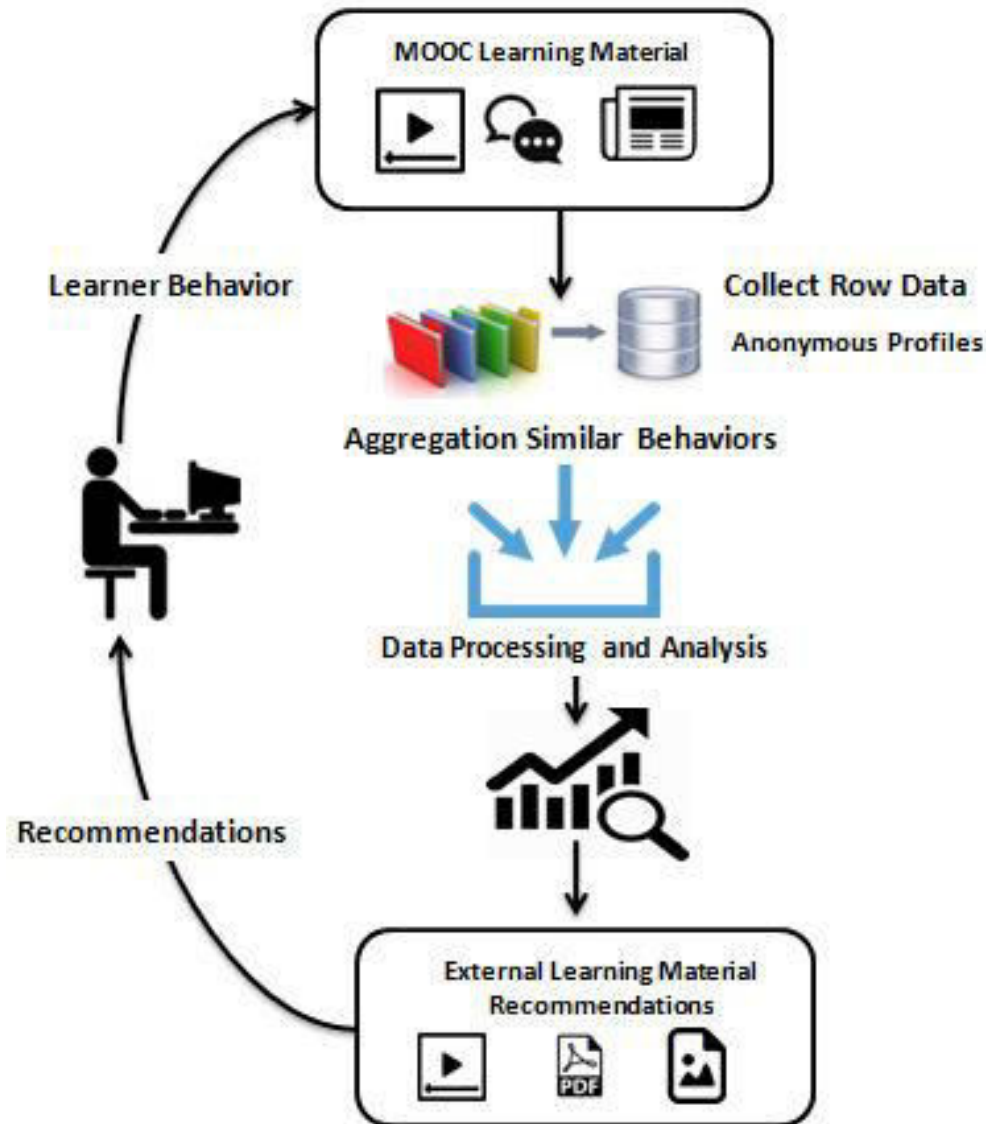 MOOC Learning Material
Learner Behavior
Collect Row Data
Anonymous Profiles
Aggregation Similar Behaviors
Data Processing and Analysis
Recommendations
External Learning Material
Recommendations
PDF